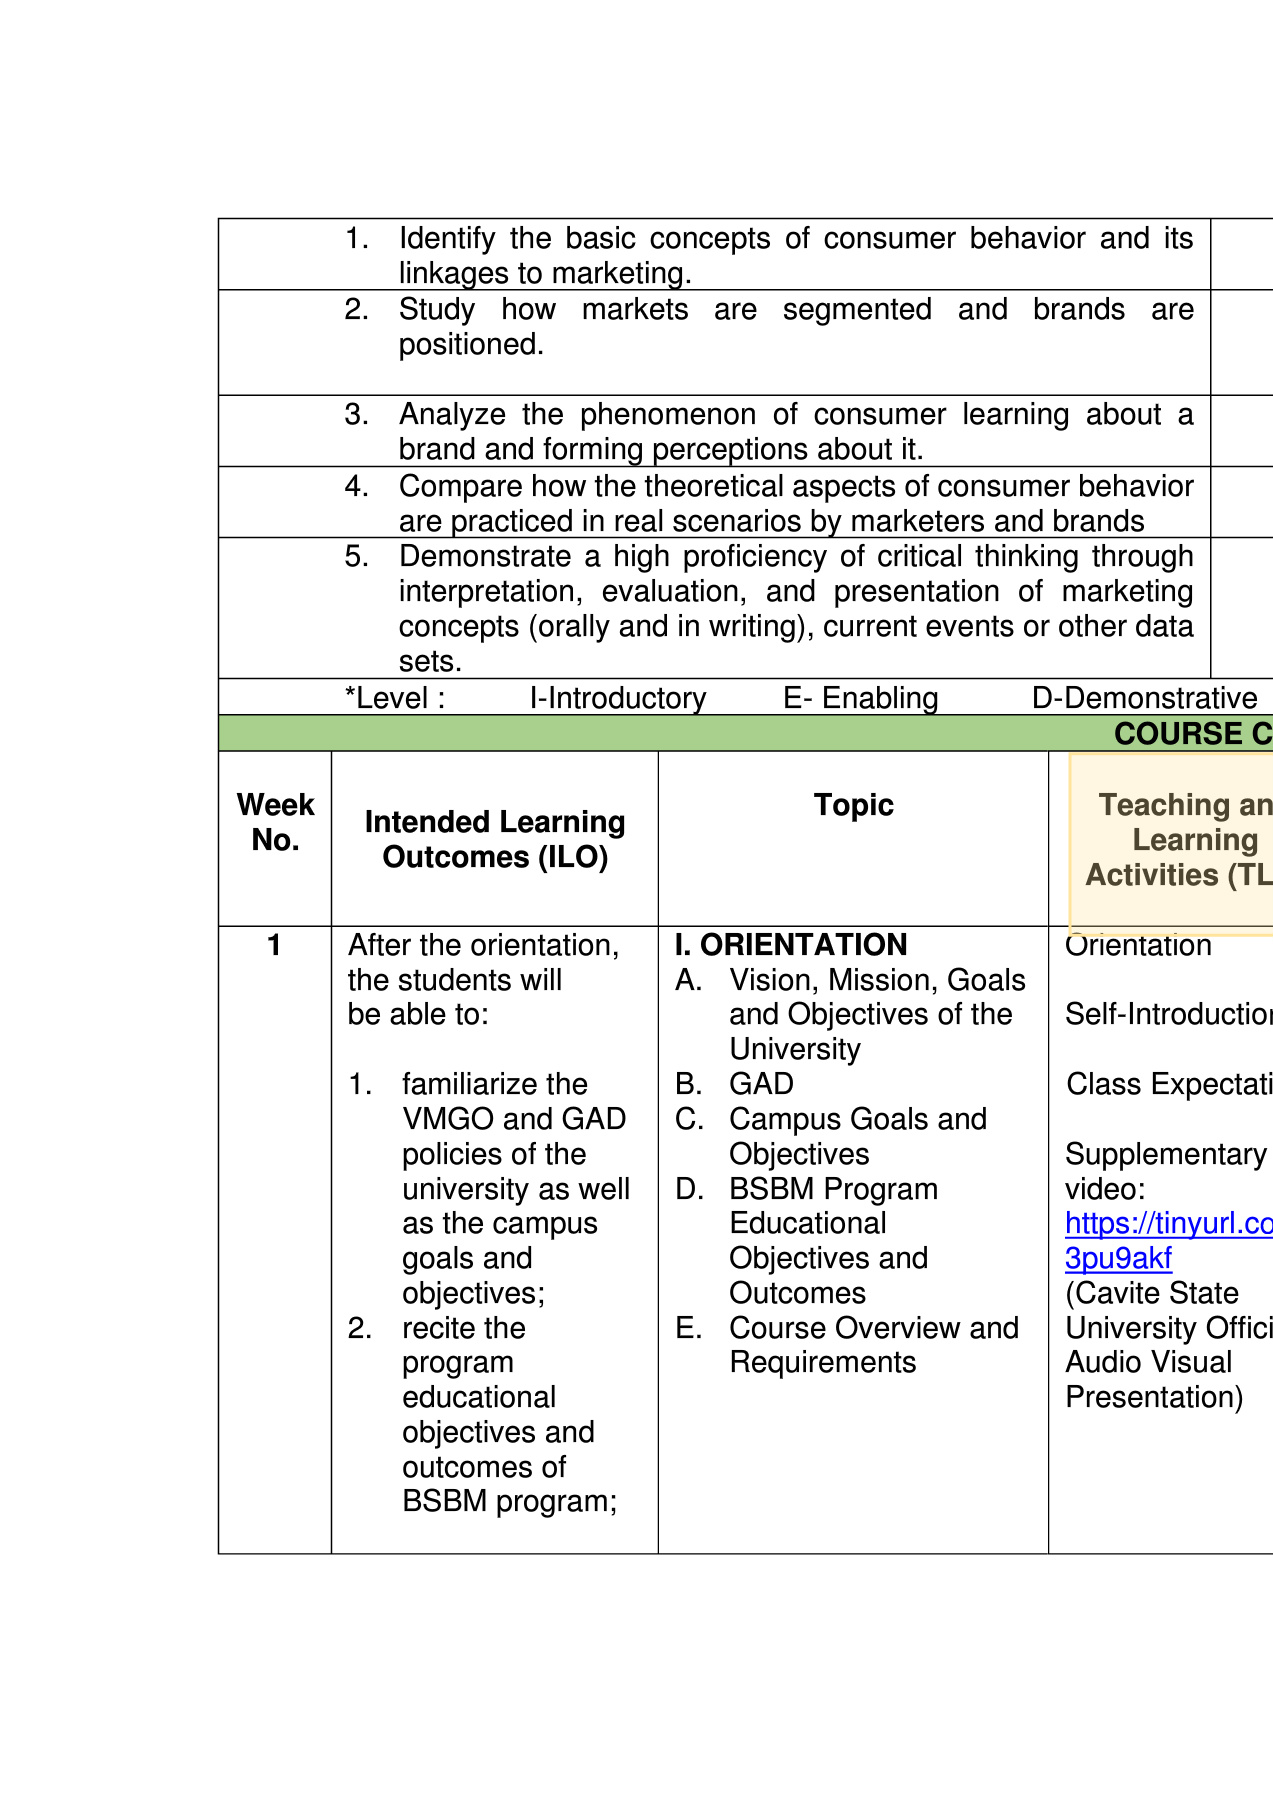 1. Identify the basic concepts of consumer behavior and its
linkages to marketing.
2. Study how markets are segmented and brands are
positioned.
3. Analyze the phenomenon of consumer learning about a
brand and forming perceptions about it.
4. Compare how the theoretical aspects of consumer behavior
are practiced in real scenarios by marketers and brands
5. Demonstrate a high proficiency of critical thinking through
interpretation, evaluation, and presentation of marketing
concepts (orally and in writing), current events or other data
sets.
*Level : I-Introductory E- Enabling D-Demonstrative
COURSE C
Week
No.
Intended Learning
Outcomes (ILO)
Topic
Teaching an
Learning
Activities (TL
1
After the orientation,
the students will
be able to:
1. familiarize the
VMGO and GAD
policies of the
university as well
as the campus
goals and
objectives;
2. recite the
program
educational
objectives and
outcomes of
BSBM program;
I. ORIENTATION
A. Vision, Mission, Goals
and Objectives of the
University
B. GAD
C. Campus Goals and
Objectives
D. BSBM Program
Educational
Objectives and
Outcomes
E. Course Overview and
Requirements
Orientation
Self-Introduction
Class Expectati
Supplementary
video:
https://tinyurl.co
3pu9akf
(Cavite State
University Offici
Audio Visual
Presentation)